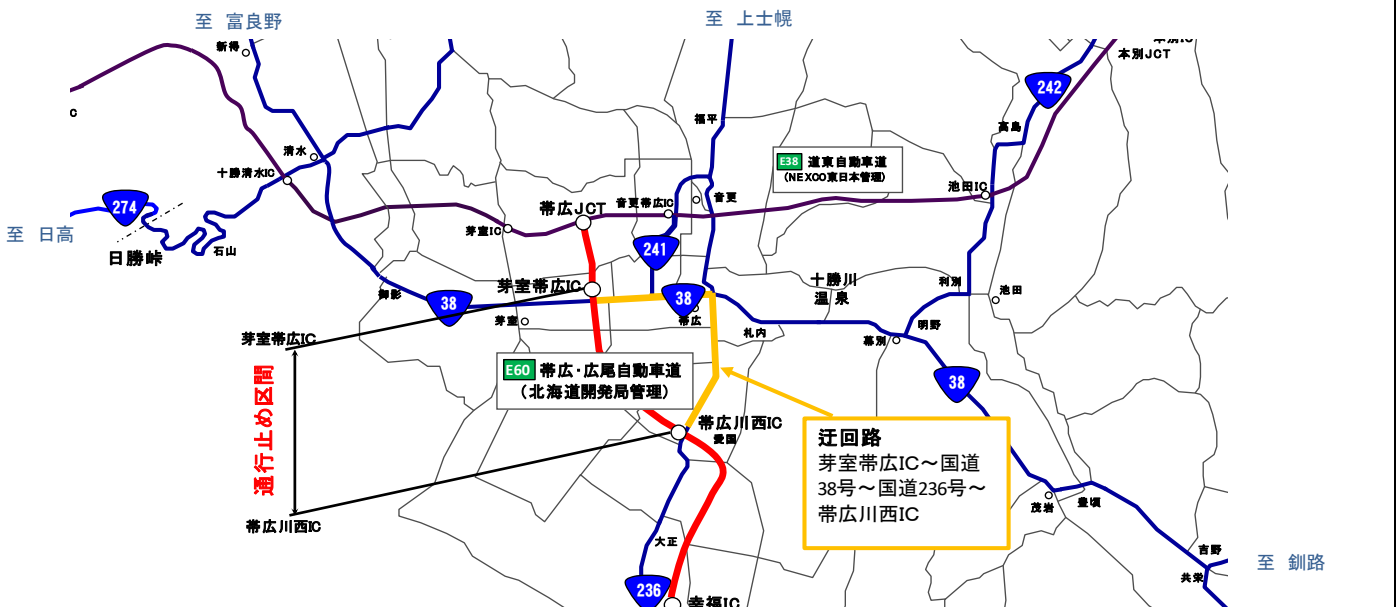 至 富良野
至 上士幌
新得
本別IC
本別JCT
242
C
福平
高島
清水
E38 道東自動車道
(NEXCO東日本管理)
十勝清水IC
池田IC
274
帯広JCT
音更帯広IC
音更
至 日高
芽室IC
石山
241
日勝峠
芽室帯広IC
十勝川
温泉
利別
池田
御影
38
38
芽室
帯広
札内
明野
幕別
芽室帯広IC
通行止め区間
E60 帯広・広尾自動車道
(北海道開発局管理)
38
帯広川西IC
愛国
迂回路
芽室帯広IC～国道
38号～国道236号～
帯広川西IC
茂岩
豊頃
帯広川西IC
大正
吉野
至 釧路
共栄
236
幸福IC